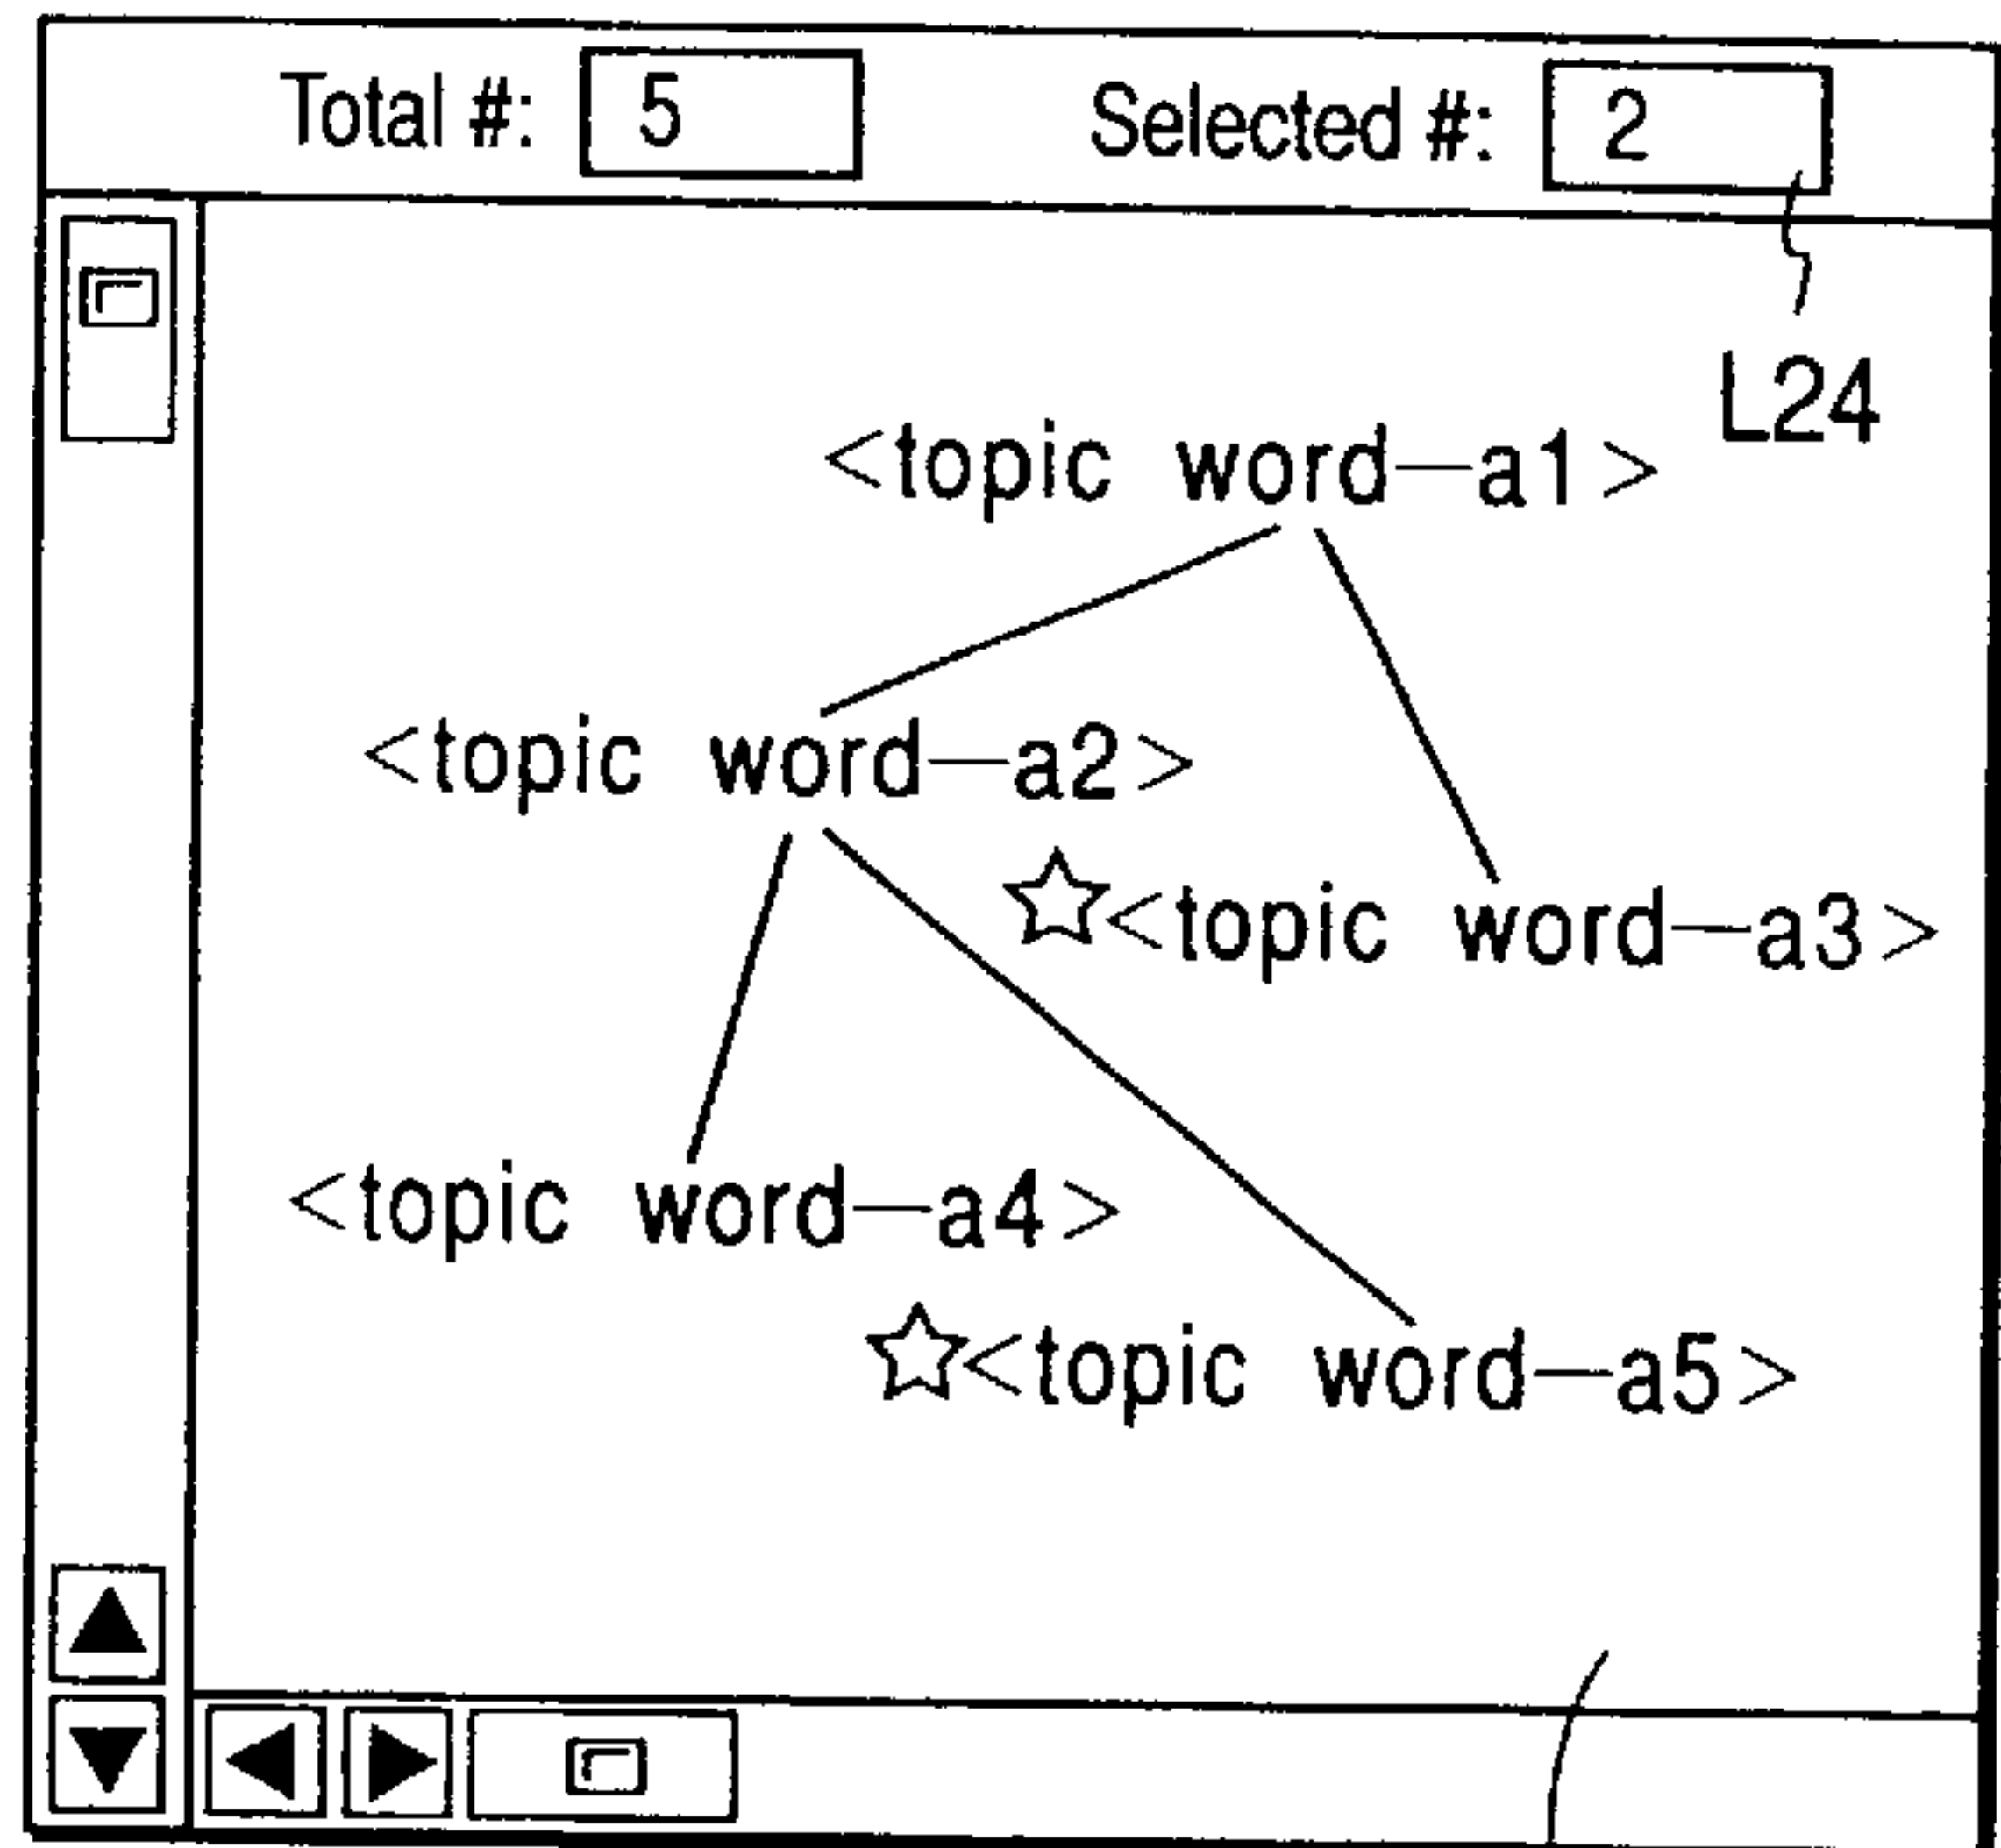 Total #: 5 Selected #: 2
L24
<topic word—a1>
<topic word—a2>
☆<topic word—a3>
<topic word—a4>
☆<topic word—a5>